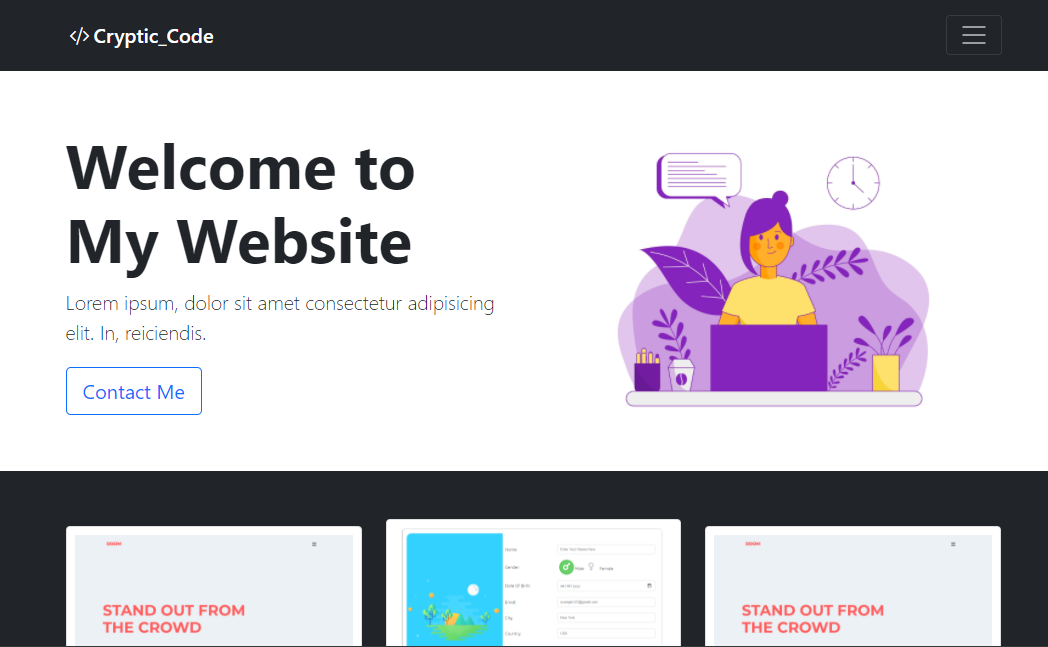 </> Cryptic_Code
Welcome to
My Website
Lorem ipsum, dolor sit amet consectetur adipisicing
elit. In, reiciendis.
Contact Me
STAND OUT FROM
THE CROWD
Name
Enter Your Name Here
Gender
Male
Female
Date Of Birth
Email
City
New York
Country
USA
STAND OUT FROM
THE CROWD